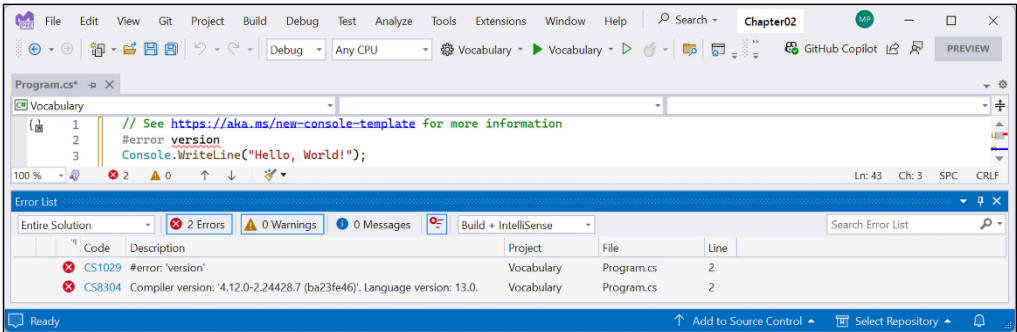 File Edit View Git Project Build Debug Test Analyze Tools Extensions Window Help Search Chapter02 MP
Debug Any CPU Vocabulary Vocabulary GitHub Copilot PREVIEW
Program.cs*
C# Vocabulary
1 // See https://aka.ms/new-console-template for more information
2 #error version
3 Console.WriteLine("Hello, World!");
100 % 2 0 Ln: 43 Ch: 3 SPC CRLF
Error List
Entire Solution 2 Errors 0 Warnings 0 Messages Build + IntelliSense Search Error List
Code Description Project File Line
CS1029 #error: 'version' Vocabulary Program.cs 2
CS8304 Compiler version: '4.12.0-2.24428.7 (ba23fe46)'. Language version: 13.0. Vocabulary Program.cs 2
Ready Add to Source Control Select Repository